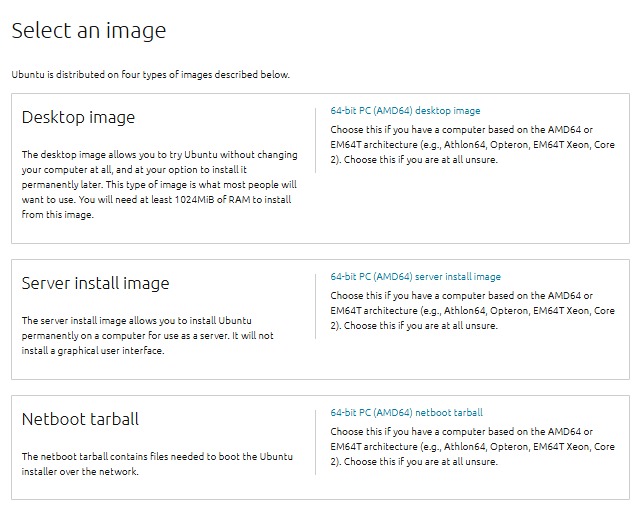 Select an image
Ubuntu is distributed on four types of images described below.
Desktop image
The desktop image allows you to try Ubuntu without changing
your computer at all, and at your option to install it
permanently later. This type of image is what most people will
want to use. You will need at least 1024MiB of RAM to install
from this image.
64-bit PC (AMD64) desktop image
Choose this if you have a computer based on the AMD64 or
EM64T architecture (e.g., Athlon64, Opteron, EM64T Xeon, Core
2). Choose this if you are at all unsure.
Server install image
The server install image allows you to install Ubuntu
permanently on a computer for use as a server. It will not
install a graphical user interface.
64-bit PC (AMD64) server install image
Choose this if you have a computer based on the AMD64 or
EM64T architecture (e.g., Athlon64, Opteron, EM64T Xeon, Core
2). Choose this if you are at all unsure.
Netboot tarball
The netboot tarball contains files needed to boot the Ubuntu
installer over the network.
64-bit PC (AMD64) netboot tarball
Choose this if you have a computer based on the AMD64 or
EM64T architecture (e.g., Athlon64, Opteron, EM64T Xeon, Core
2). Choose this if you are at all unsure.